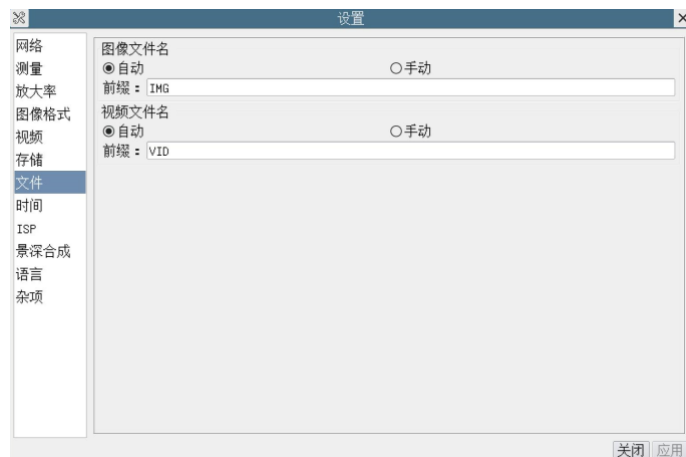 设置
网络
测量
放大率
图像格式
视频
存储
文件
时间
ISP
景深合成
语言
杂项
图像文件名
自动 手动
前缀： IMG
视频文件名
自动 手动
前缀： VID
关闭 应用